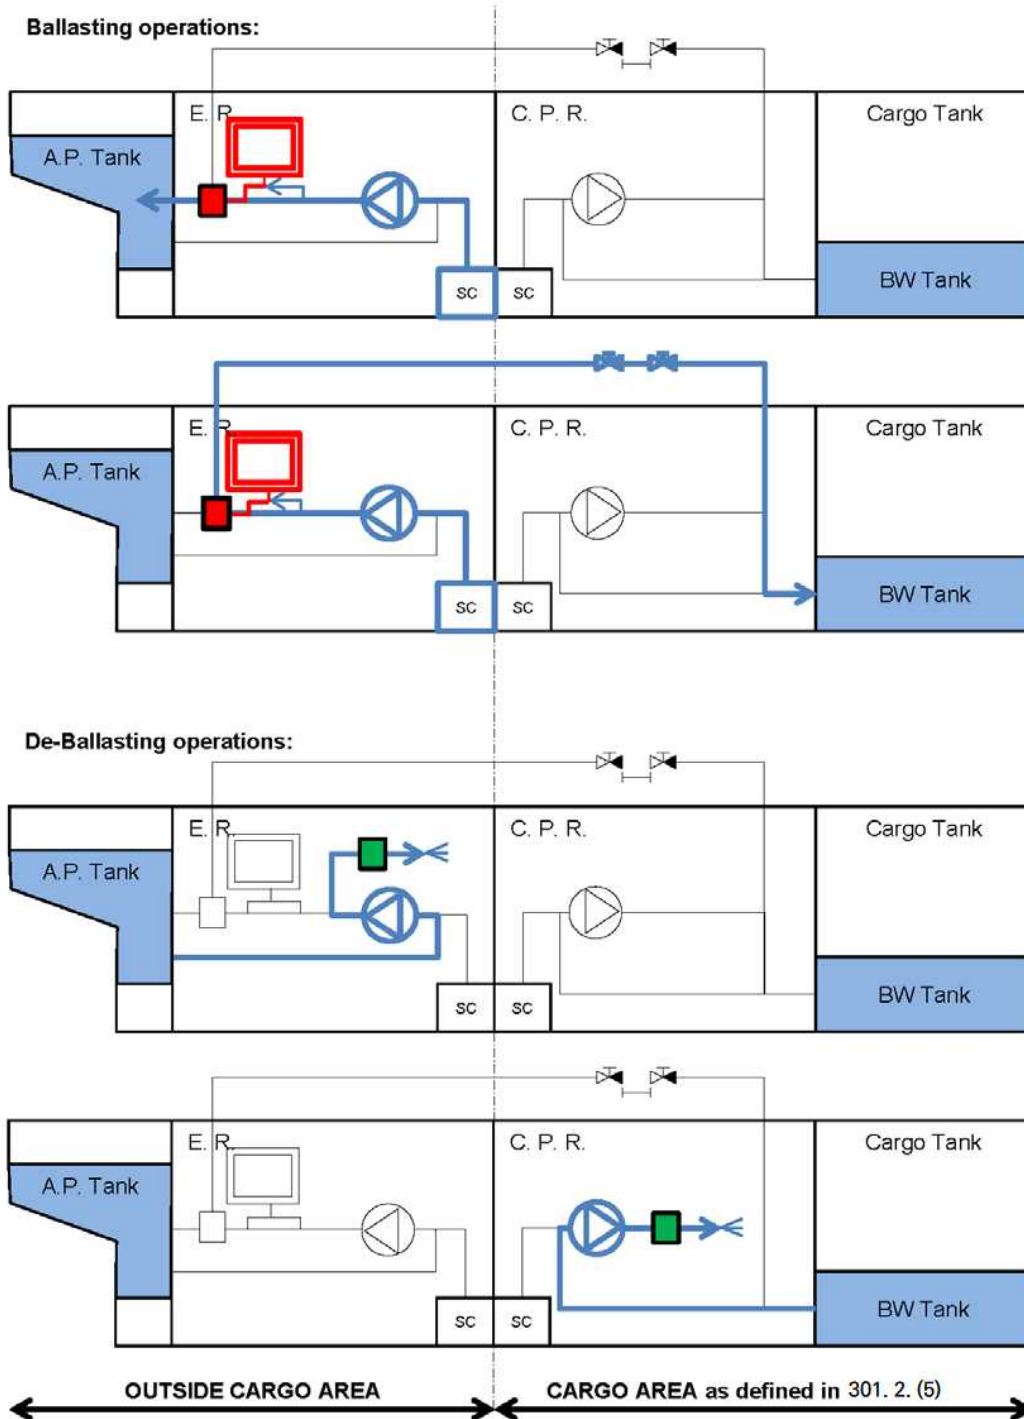 Ballasting operations:
E. R. C. P. R. Cargo Tank
A.P. Tank
SC SC BW Tank
E. R. C. P. R. Cargo Tank
A.P. Tank
SC SC BW Tank
De-Ballasting operations:
E. R. C. P. R. Cargo Tank
A.P. Tank
SC SC BW Tank
E. R. C. P. R. Cargo Tank
A.P. Tank
SC SC BW Tank
OUTSIDE CARGO AREA CARGO AREA as defined in 301. 2. (5)